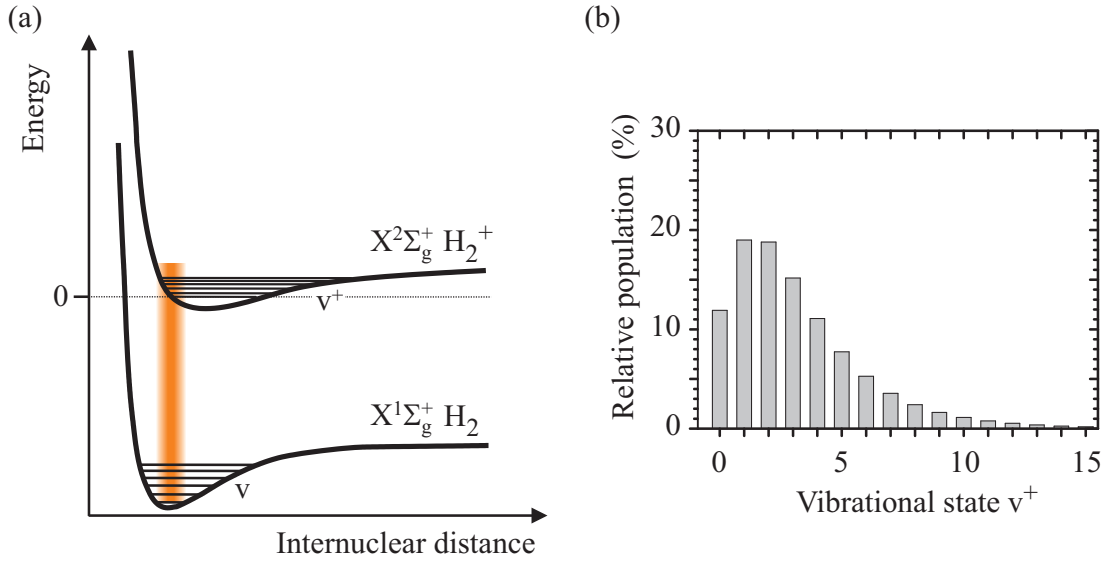 (a)
Energy
0
X²Σg⁺ H₂⁺
v⁺
X¹Σg⁺ H₂
v
Internuclear distance
(b)
Relative population (%)
30
20
10
0
0 5 10 15
Vibrational state v⁺